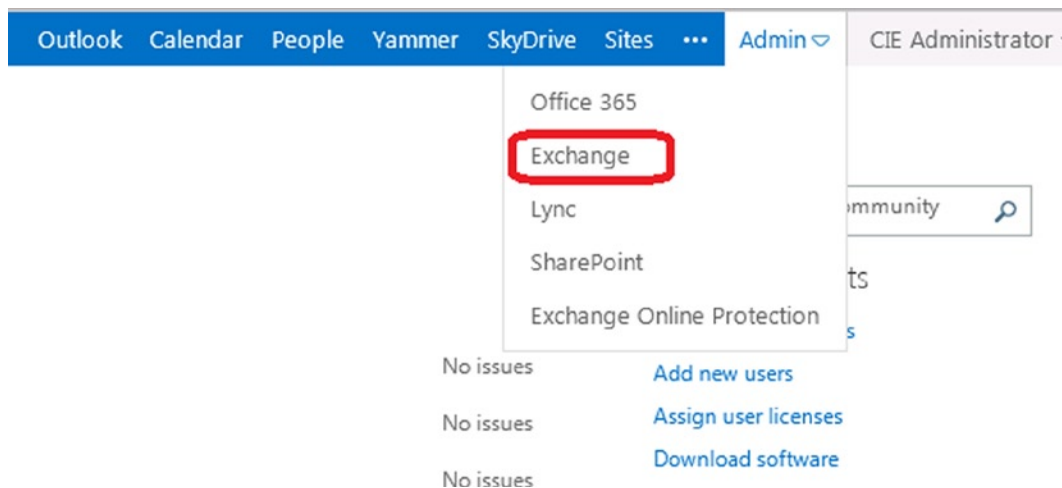 Outlook Calendar People Yammer SkyDrive Sites ••• Admin CIE Administrator
Office 365
Exchange
Lync
ommunity
SharePoint
ts
Exchange Online Protection
s
No issues
Add new users
No issues
Assign user licenses
Download software
No issues